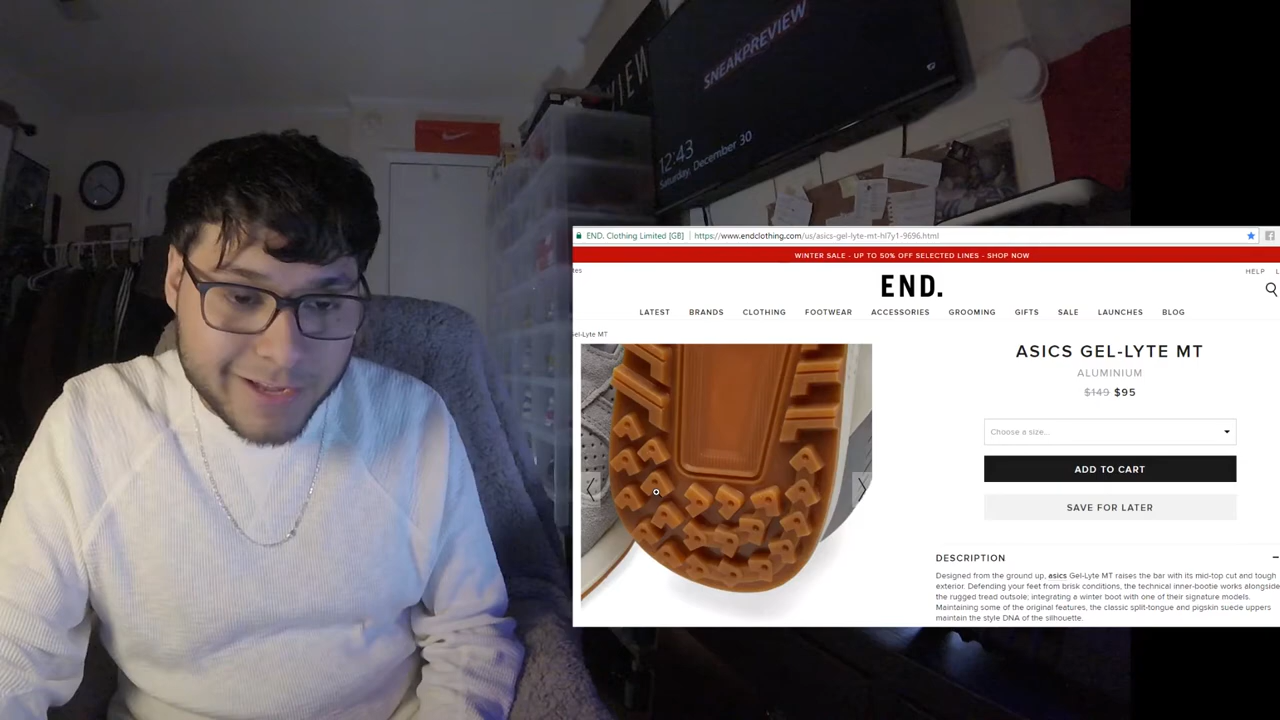 SNEAKPREVIEW
VIEW
12:43
Saturday, December 30
END. Clothing Limited [GB] https://www.endclothing.com/us/asics-gel-lyte-mt-hl7y1-9696.html
WINTER SALE - UP TO 50% OFF SELECTED LINES - SHOP NOW
HELP
END.
LATEST BRANDS CLOTHING FOOTWEAR ACCESSORIES GROOMING GIFTS SALE LAUNCHES BLOG
Gel-Lyte MT
ASICS GEL-LYTE MT
ALUMINIUM
$149 $95
Choose a size...
ADD TO CART
SAVE FOR LATER
DESCRIPTION
Designed from the ground up, asics Gel-Lyte MT raises the bar with its mid-top cut and tough
exterior. Defending your feet from brisk conditions, the technical inner-bootie works alongside
the rugged tread outsole; integrating a winter boot with one of their signature models.
Maintaining some of the original features, the classic split-tongue and pigskin suede uppers
maintain the style DNA of the silhouette.